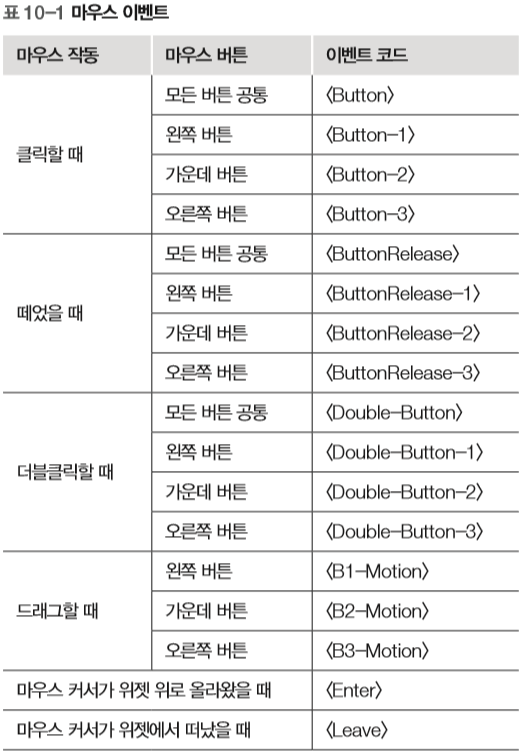 표 10-1 마우스 이벤트
마우스 작동 마우스 버튼 이벤트 코드
클릭할 때
모든 버튼 공통 〈Button〉
왼쪽 버튼 〈Button-1〉
가운데 버튼 〈Button-2〉
오른쪽 버튼 〈Button-3〉
떼었을 때
모든 버튼 공통 〈ButtonRelease〉
왼쪽 버튼 〈ButtonRelease-1〉
가운데 버튼 〈ButtonRelease-2〉
오른쪽 버튼 〈ButtonRelease-3〉
더블클릭할 때
모든 버튼 공통 〈Double-Button〉
왼쪽 버튼 〈Double-Button-1〉
가운데 버튼 〈Double-Button-2〉
오른쪽 버튼 〈Double-Button-3〉
드래그할 때
왼쪽 버튼 〈B1-Motion〉
가운데 버튼 〈B2-Motion〉
오른쪽 버튼 〈B3-Motion〉
마우스 커서가 위젯 위로 올라왔을 때 〈Enter〉
마우스 커서가 위젯에서 떠났을 때 〈Leave〉